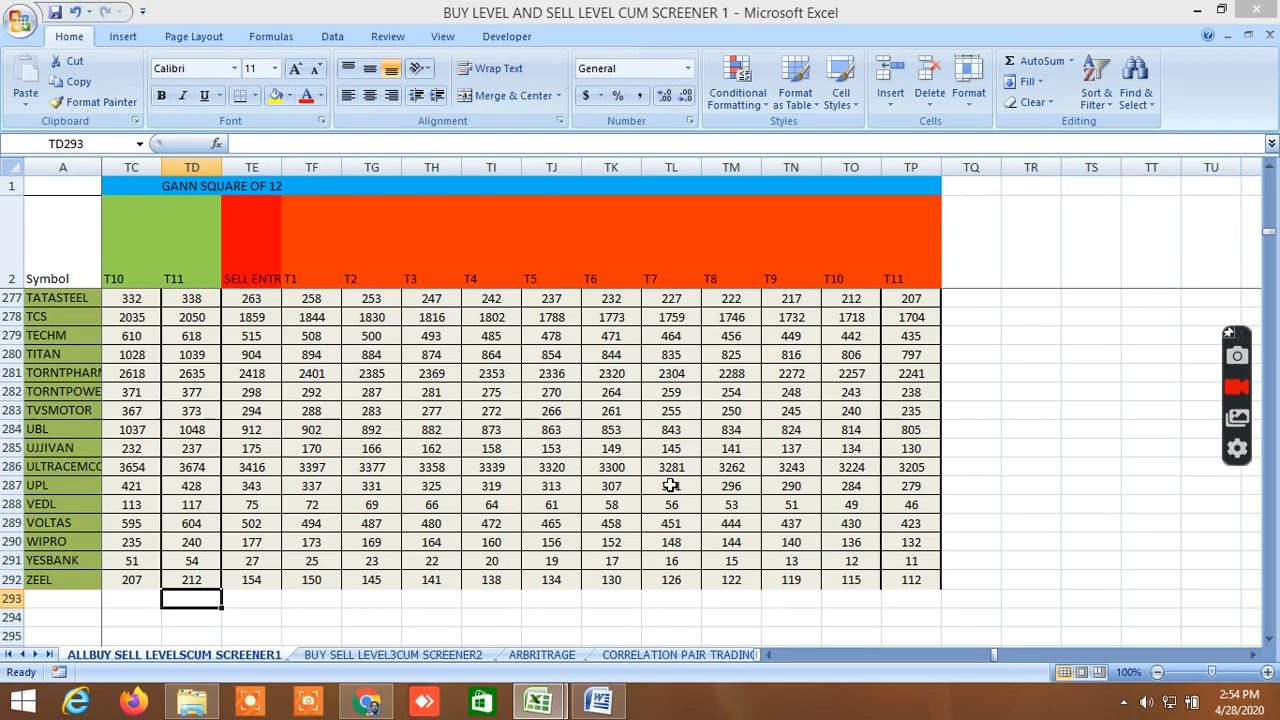 BUY LEVEL AND SELL LEVEL CUM SCREENER 1 - Microsoft Excel
Home Insert Page Layout Formulas Data Review View Developer
Paste Cut Copy Format Painter Clipboard
Calibri 11 B I U A Font
Wrap Text Merge & Center Alignment
General $ % , Number
Conditional Formatting Format as Table Cell Styles Styles
Insert Delete Format Cells
Σ AutoSum Fill Clear Sort & Filter Find & Select Editing
TD293 fx
A TC TD TE TF TG TH TI TJ TK TL TM TN TO TP TQ TR TS TT TU
1 GANN SQUARE OF 12
2 Symbol T10 T11 SELL ENTR T1 T2 T3 T4 T5 T6 T7 T8 T9 T10 T11
277 TATASTEEL 332 338 263 258 253 247 242 237 232 227 222 217 212 207
278 TCS 2035 2050 1859 1844 1830 1816 1802 1788 1773 1759 1746 1732 1718 1704
279 TECHM 610 618 515 508 500 493 485 478 471 464 456 449 442 435
280 TITAN 1028 1039 904 894 884 874 864 854 844 835 825 816 806 797
281 TORNTPHARM 2618 2635 2418 2401 2385 2369 2353 2336 2320 2304 2288 2272 2257 2241
282 TORNTPOWE 371 377 298 292 287 281 275 270 264 259 254 248 243 238
283 TVSMOTOR 367 373 294 288 283 277 272 266 261 255 250 245 240 235
284 UBL 1037 1048 912 902 892 882 873 863 853 843 834 824 814 805
285 UJJIVAN 232 237 175 170 166 162 158 153 149 145 141 137 134 130
286 ULTRACEMCO 3654 3674 3416 3397 3377 3358 3339 3320 3300 3281 3262 3243 3224 3205
287 UPL 421 428 343 337 331 325 319 313 307 296 290 284 279
288 VEDL 113 117 75 72 69 66 64 61 58 56 53 51 49 46
289 VOLTAS 595 604 502 494 487 480 472 465 458 451 444 437 430 423
290 WIPRO 235 240 177 173 169 164 160 156 152 148 144 140 136 132
291 YESBANK 51 54 27 25 23 22 20 19 17 16 15 13 12 11
292 ZEEL 207 212 154 150 145 141 138 134 130 126 122 119 115 112
293
294
295
ALLBUY SELL LEVELSCUM SCREENER1 BUY SELL LEVEL3CUM SCREENER2 ARBITRAGE CORRELATION PAIR TRADING
Ready 100%
2:54 PM
4/28/2020